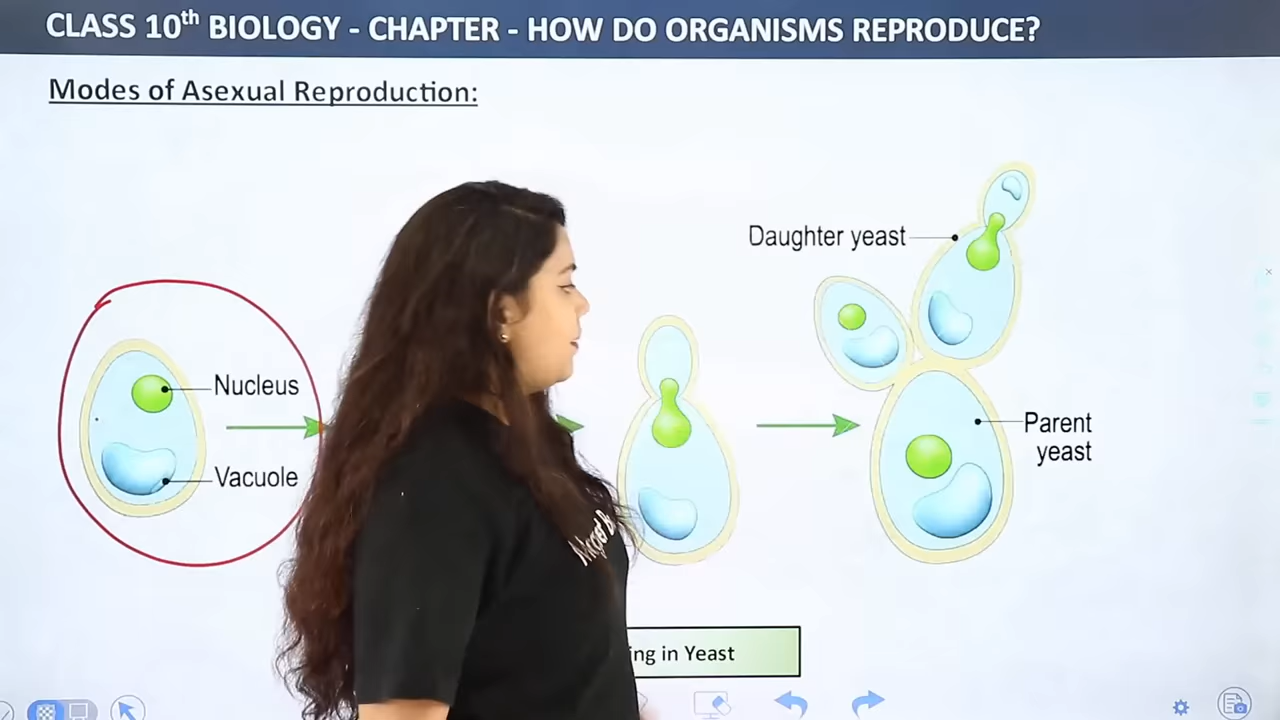 CLASS 10th BIOLOGY - CHAPTER - HOW DO ORGANISMS REPRODUCE?
Modes of Asexual Reproduction:
Daughter yeast
Nucleus
Vacuole
Parent
yeast
ing in Yeast